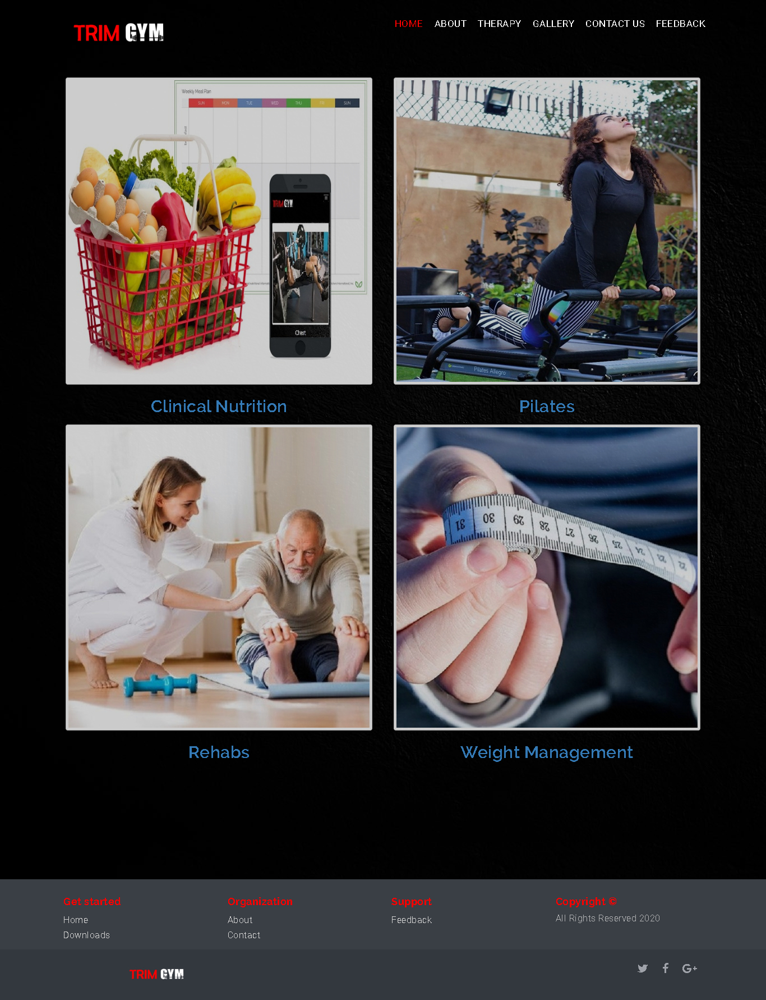 TRIM GYM
HOME ABOUT THERAPY GALLERY CONTACT US FEEDBACK
Weekly Meal Plan
SUN MON TUE WED THU FRI SUN
TRIM GYM
Chest
Pilates Allegro
Clinical Nutrition
Pilates
31 30 29 28 27 26 25 24 23 22
Rehabs
Weight Management
Get started
Home
Downloads
Organization
About
Contact
Support
Feedback
Copyright ©
All Rights Reserved 2020
TRIM GYM